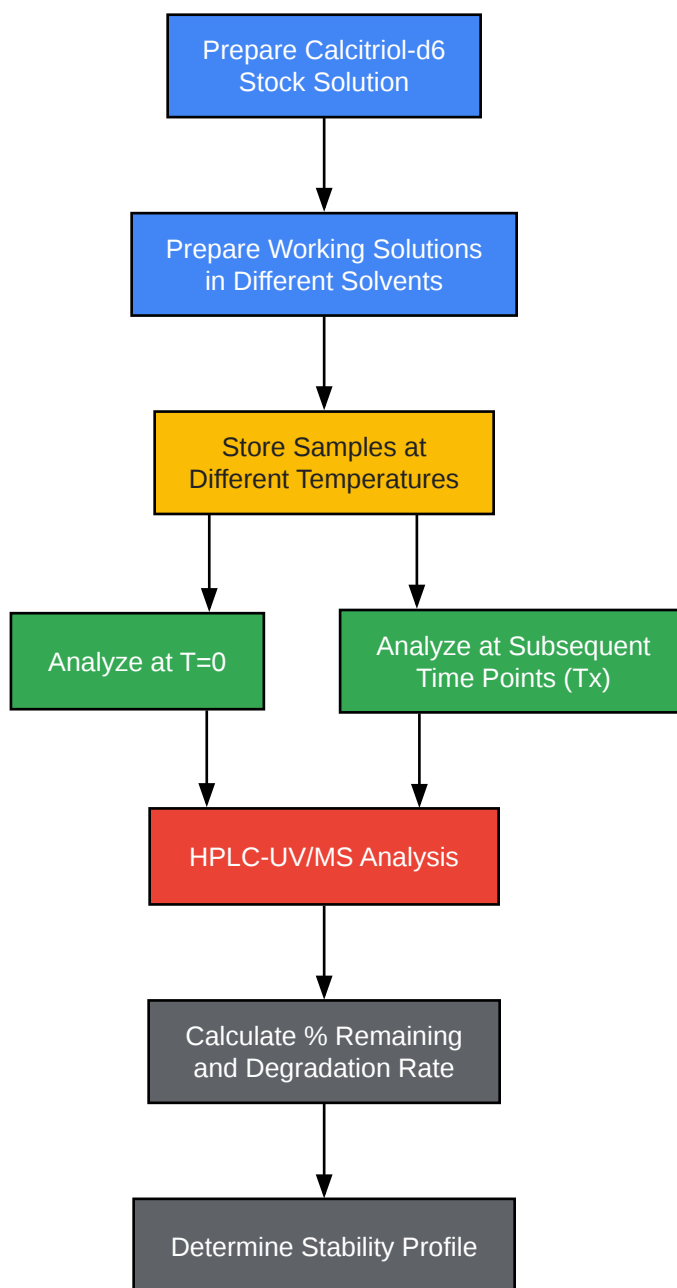 Prepare Calcitriol-d6
Stock Solution
Prepare Working Solutions
in Different Solvents
Store Samples at
Different Temperatures
Analyze at T=0
Analyze at Subsequent
Time Points (Tx)
HPLC-UV/MS Analysis
Calculate % Remaining
and Degradation Rate
Determine Stability Profile